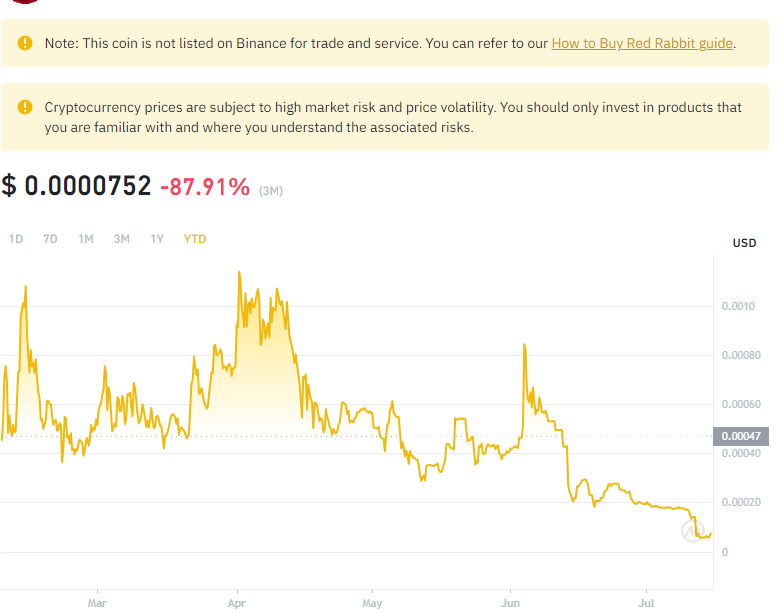 Note: This coin is not listed on Binance for trade and service. You can refer to our How to Buy Red Rabbit guide.
Cryptocurrency prices are subject to high market risk and price volatility. You should only invest in products that
you are familiar with and where you understand the associated risks.
$ 0.0000752 -87.91% (3M)
1D 7D 1M 3M 1Y YTD
USD
0.0010
0.00080
0.00060
0.00047
0.00040
0.00020
0
Mar Apr May Jun Jul